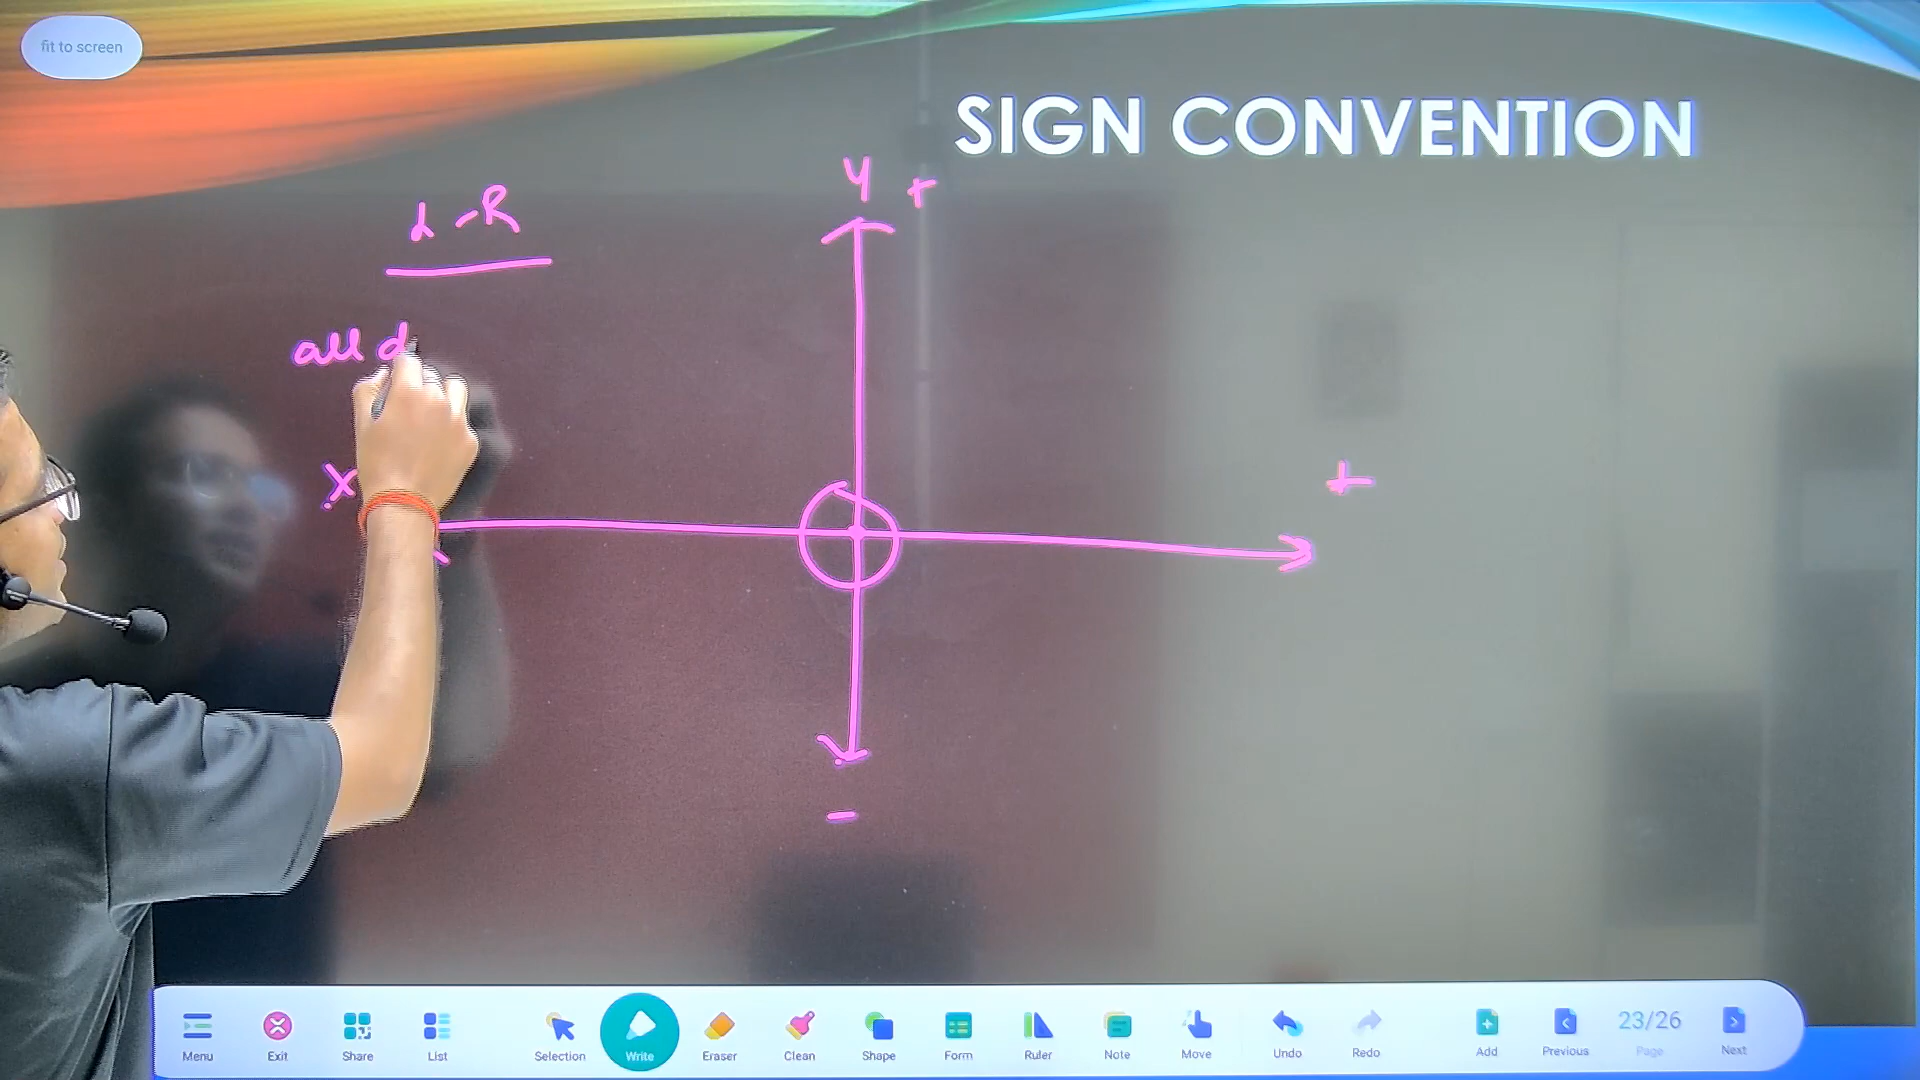 fit to screen
SIGN CONVENTION
y +
L-R
all d
x
+
-
Menu Exit Share List Selection Write Eraser Clean Shape Form Ruler Note Move Undo Redo Add Previous 23/26 Page Next